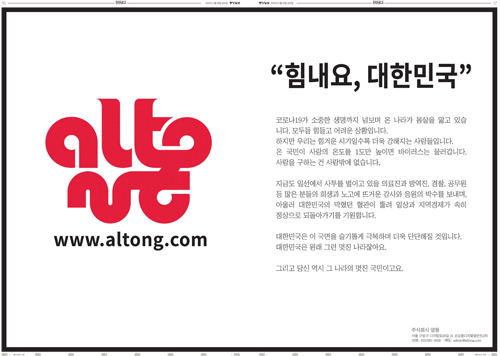 "힘내요, 대한민국"
altong
www.altong.com
코로나19가 소중한 생명까지 넘보며 온 나라가 몸살을 앓고 있습
니다. 모두들 힘들고 어려운 상황입니다.
하지만 우리는 힘겨운 시기일수록 더욱 강해지는 사람들입니다.
온 국민이 사람의 온도를 1도만 높이면 바이러스는 물러갑니다.
사람을 구하는 건 사람밖에 없습니다.
지금도 일선에서 사투를 벌이고 있을 의료진과 방역진, 경찰, 공무원
등 많은 분들의 희생과 노고에 뜨거운 감사와 응원의 박수를 보내며,
아울러 대한민국의 막혔던 혈관이 뚫려 일상과 지역경제가 속히
정상으로 되돌아가기를 기원합니다.
대한민국은 이 국면을 슬기롭게 극복하며 더욱 단단해질 것입니다.
대한민국은 원래 그런 멋진 나라잖아요.
그리고 당신 역시 그 나라의 멋진 국민이고요.
주식회사 알통